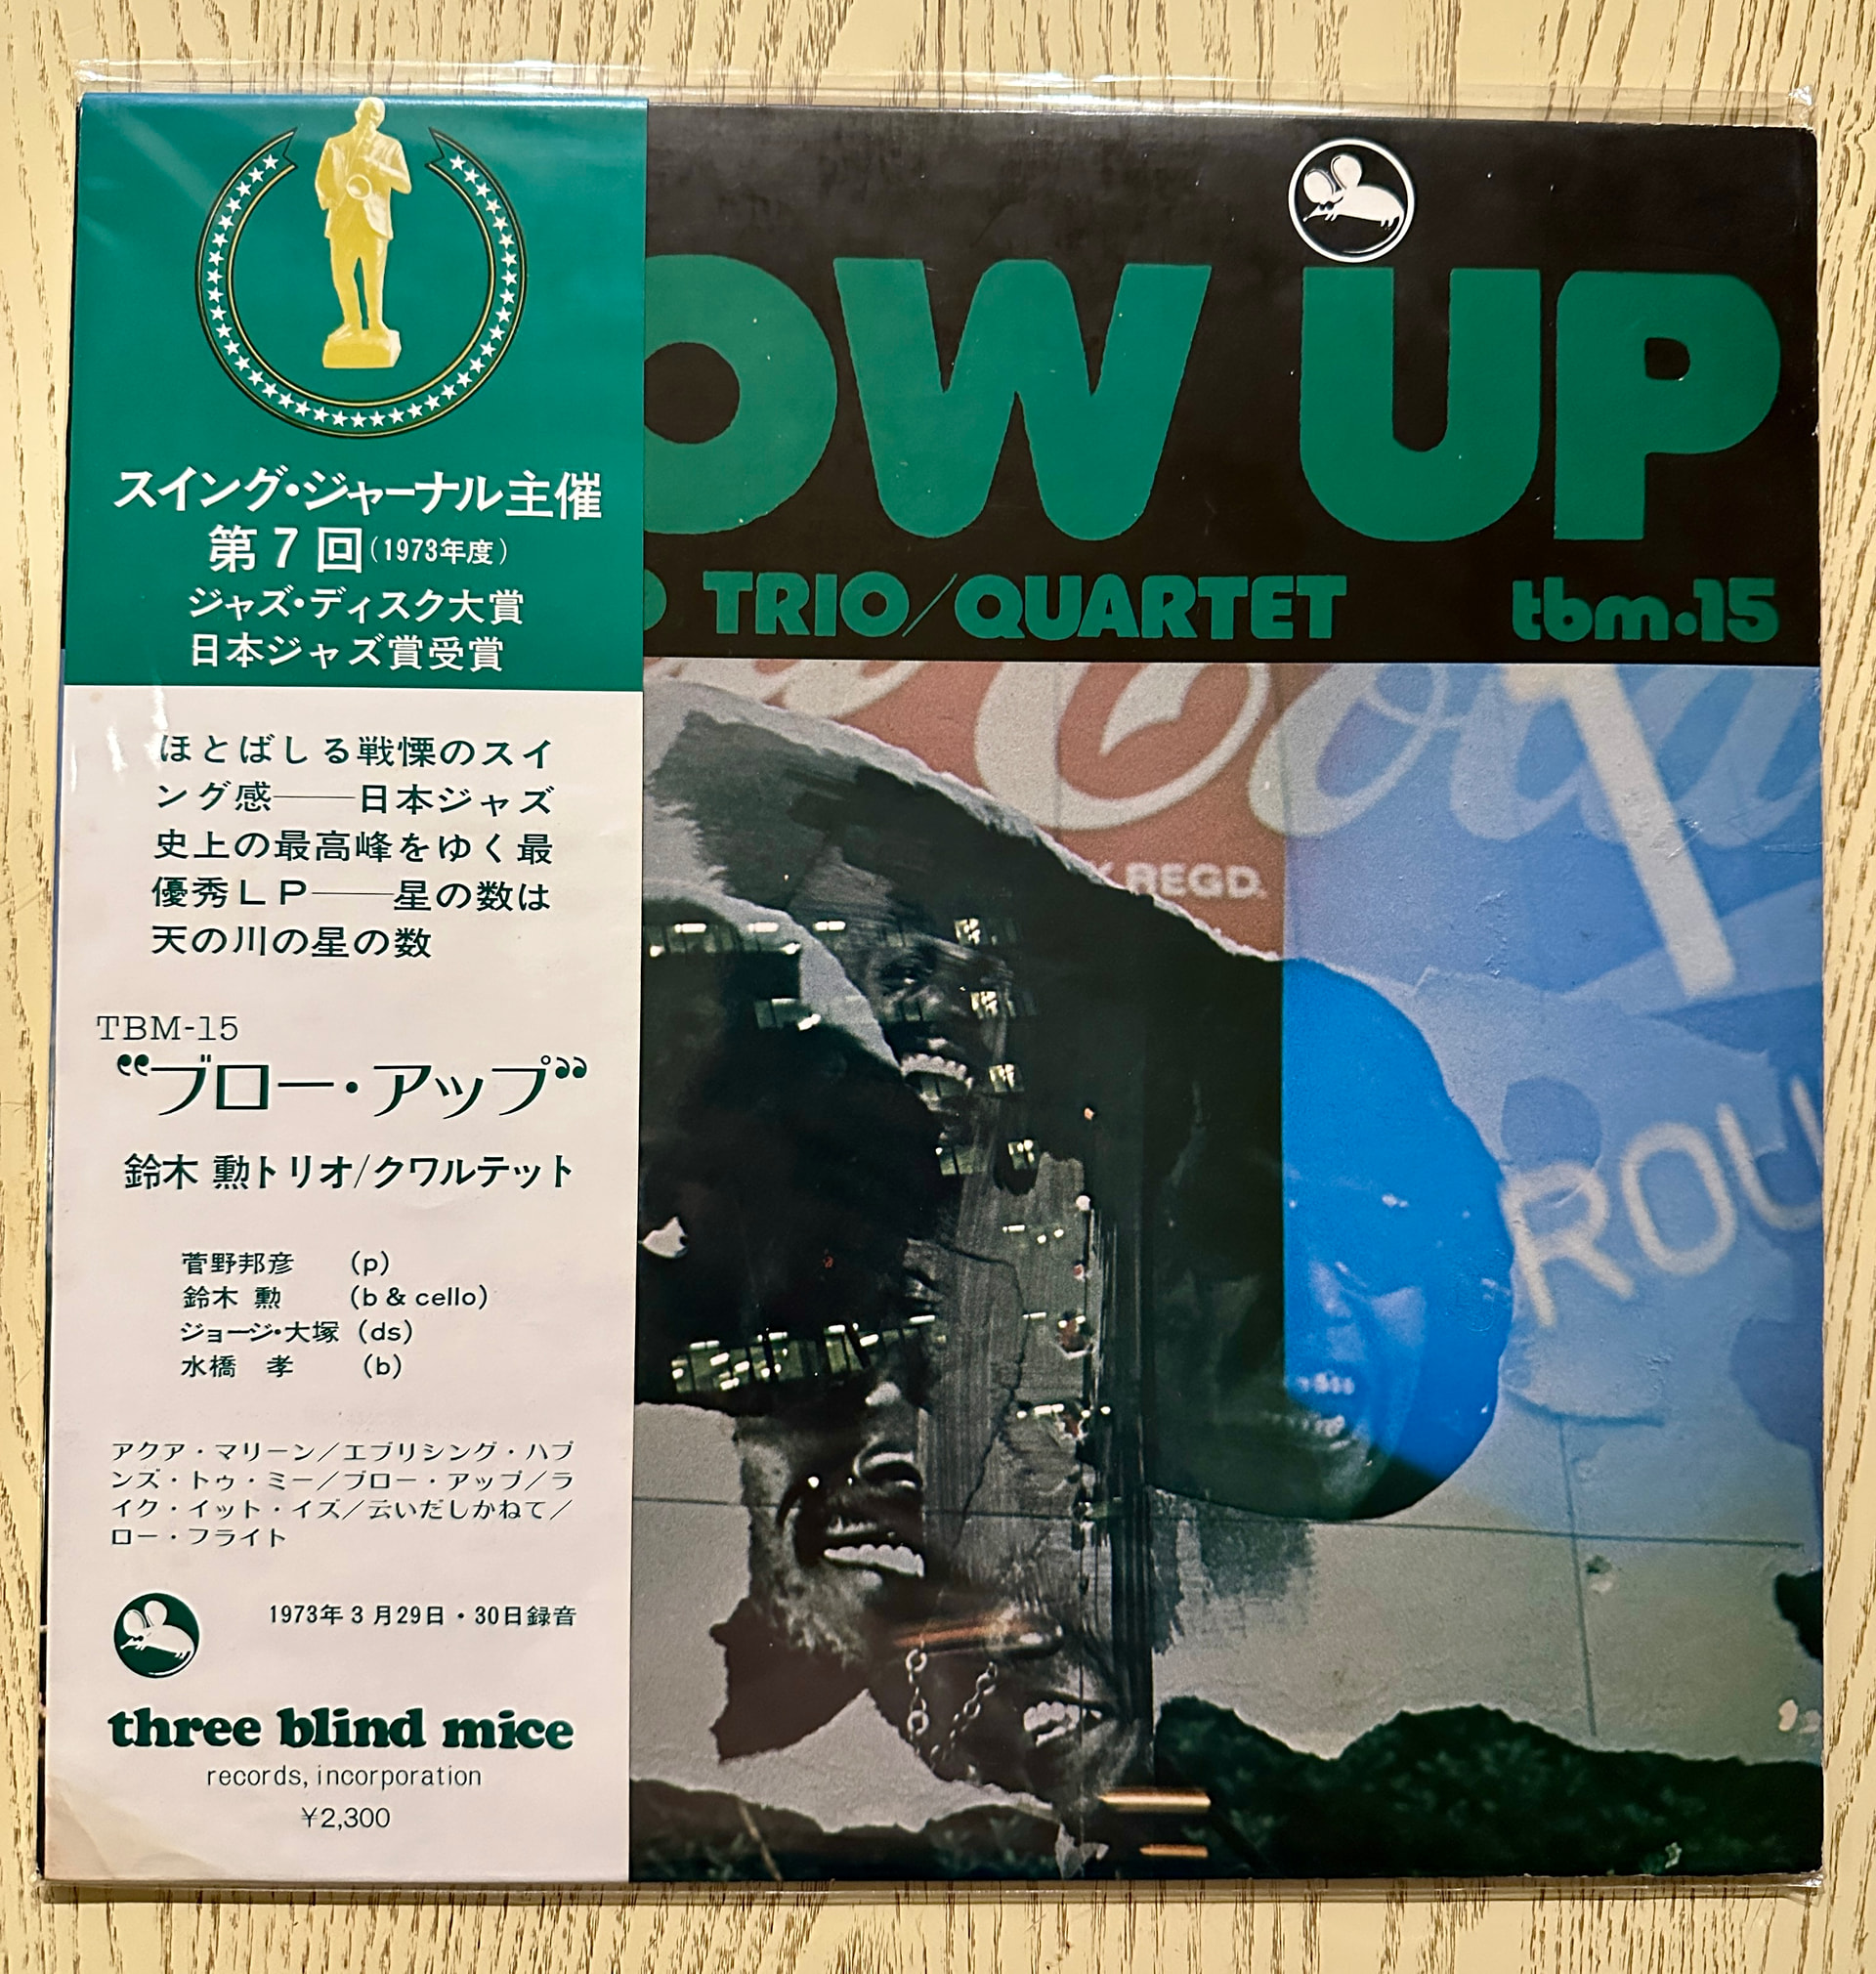 スイング・ジャーナル主催
第7回(1973年度)
ジャズ・ディスク大賞
日本ジャズ賞受賞
ほとばしる戦慄のスイ
ング感──日本ジャズ
史上の最高峰をゆく最
優秀LP──星の数は
天の川の星の数
TBM-15
“ブロー・アップ”
鈴木 勲トリオ/クワルテット
菅野邦彦 (p)
鈴木 勲 (b & cello)
ジョージ・大塚 (ds)
水橋 孝 (b)
アクア・マリーン/エブリシング・ハプ
ンズ・トゥ・ミー/ブロー・アップ/ラ
イク・イット・イズ/云いだしかねて/
ロー・フライト
1973年3月29日・30日録音
three blind mice
records, incorporation
¥2,300
OW UP
TRIO/QUARTET tbm.15
REGD.
ROU